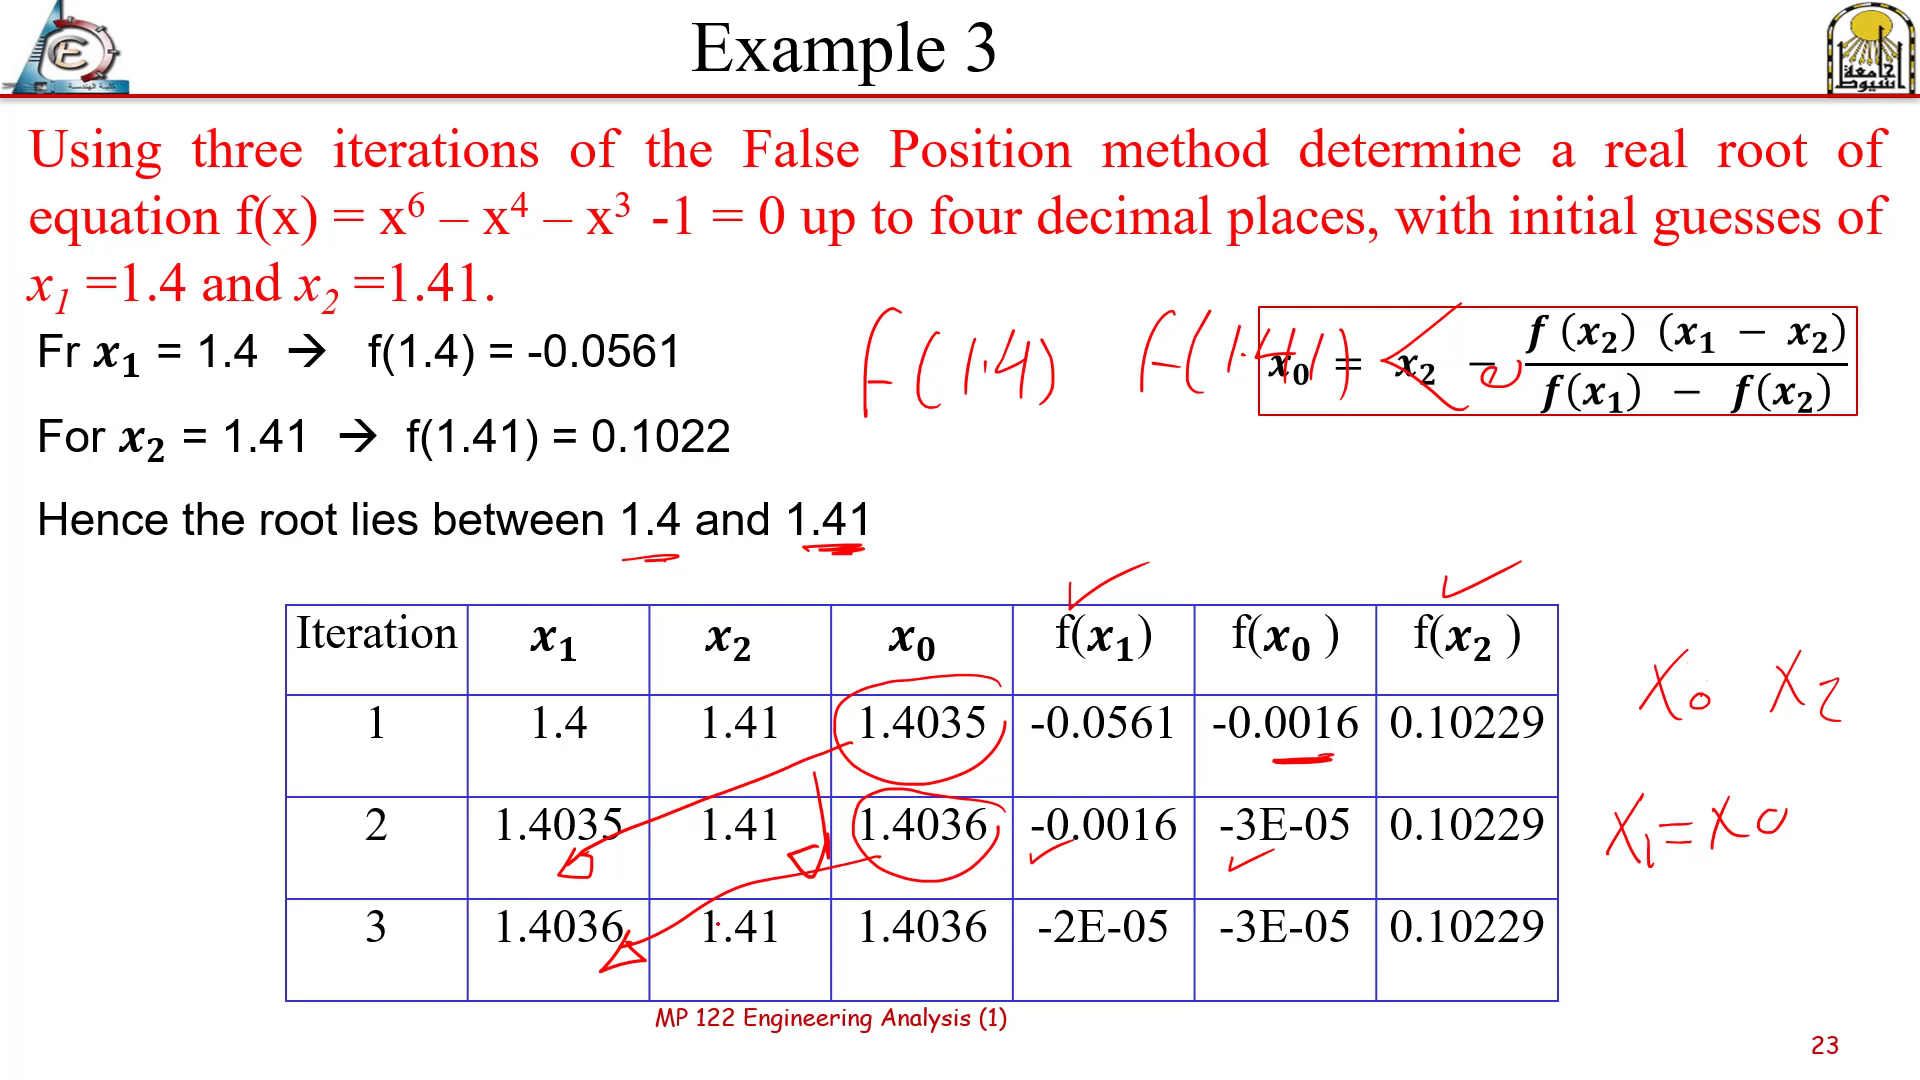 Example 3
كلية الهندسة
جامعة
أسيوط
Using three iterations of the False Position method determine a real root of
equation f(x) = x⁶ – x⁴ – x³ -1 = 0 up to four decimal places, with initial guesses of
x₁ =1.4 and x₂ =1.41.
Fr x₁ = 1.4 → f(1.4) = -0.0561
f(1.4) f(1.41) < 0
x₀ = x₂ − f (x₂) (x₁ − x₂) / f(x₁) − f(x₂)
For x₂ = 1.41 → f(1.41) = 0.1022
Hence the root lies between 1.4 and 1.41
Iteration x₁ x₂ x₀ f(x₁) f(x₀ ) f(x₂ )
1 1.4 1.41 1.4035 -0.0561 -0.0016 0.10229
x₀ x₂
2 1.4035 1.41 1.4036 -0.0016 -3E-05 0.10229
x₁ = x0
3 1.4036 1.41 1.4036 -2E-05 -3E-05 0.10229
MP 122 Engineering Analysis (1)
23